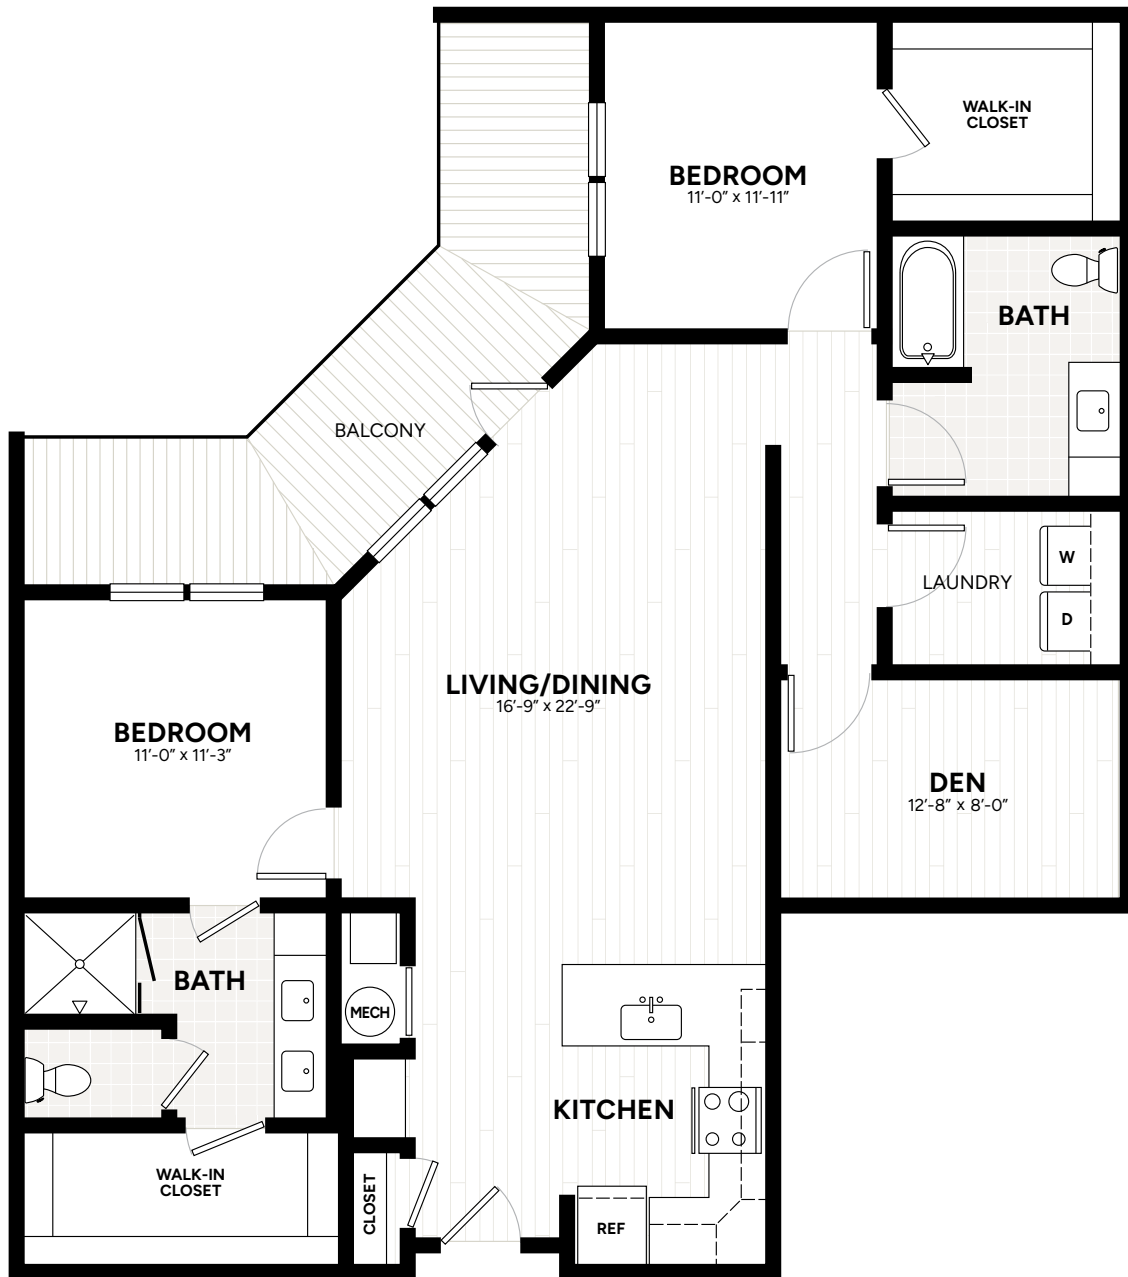 WALK-IN
CLOSET
BEDROOM
11’-0” x 11’-11”
BATH
BALCONY
W
LAUNDRY
D
LIVING/DINING
16’-9” x 22’-9”
BEDROOM
11’-0” x 11’-3”
DEN
12’-8” x 8’-0”
BATH
MECH
KITCHEN
WALK-IN
CLOSET
CLOSET
REF